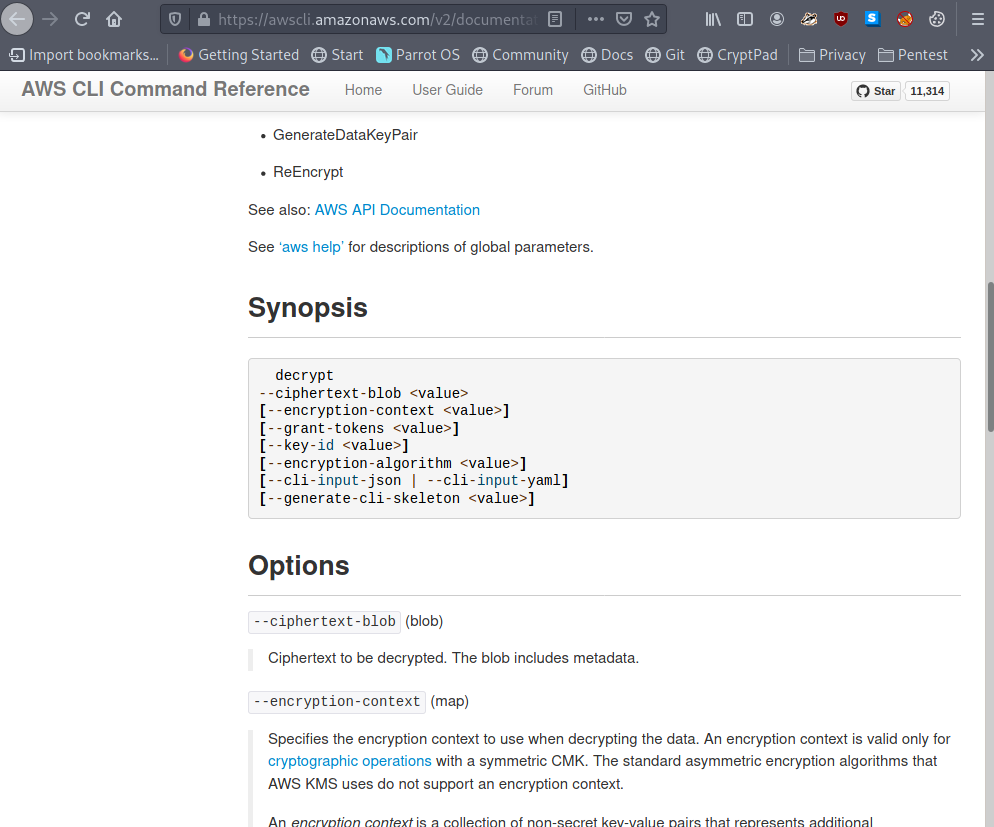 https://awscli.amazonaws.com/v2/documentat
Import bookmarks... Getting Started Start Parrot OS Community Docs Git CryptPad Privacy Pentest
AWS CLI Command Reference Home User Guide Forum GitHub Star 11,314
• GenerateDataKeyPair
• ReEncrypt
See also: AWS API Documentation
See ‘aws help’ for descriptions of global parameters.
Synopsis
decrypt
--ciphertext-blob <value>
[--encryption-context <value>]
[--grant-tokens <value>]
[--key-id <value>]
[--encryption-algorithm <value>]
[--cli-input-json | --cli-input-yaml]
[--generate-cli-skeleton <value>]
Options
--ciphertext-blob (blob)
Ciphertext to be decrypted. The blob includes metadata.
--encryption-context (map)
Specifies the encryption context to use when decrypting the data. An encryption context is valid only for
cryptographic operations with a symmetric CMK. The standard asymmetric encryption algorithms that
AWS KMS uses do not support an encryption context.
An encryption context is a collection of non-secret key-value pairs that represents additional